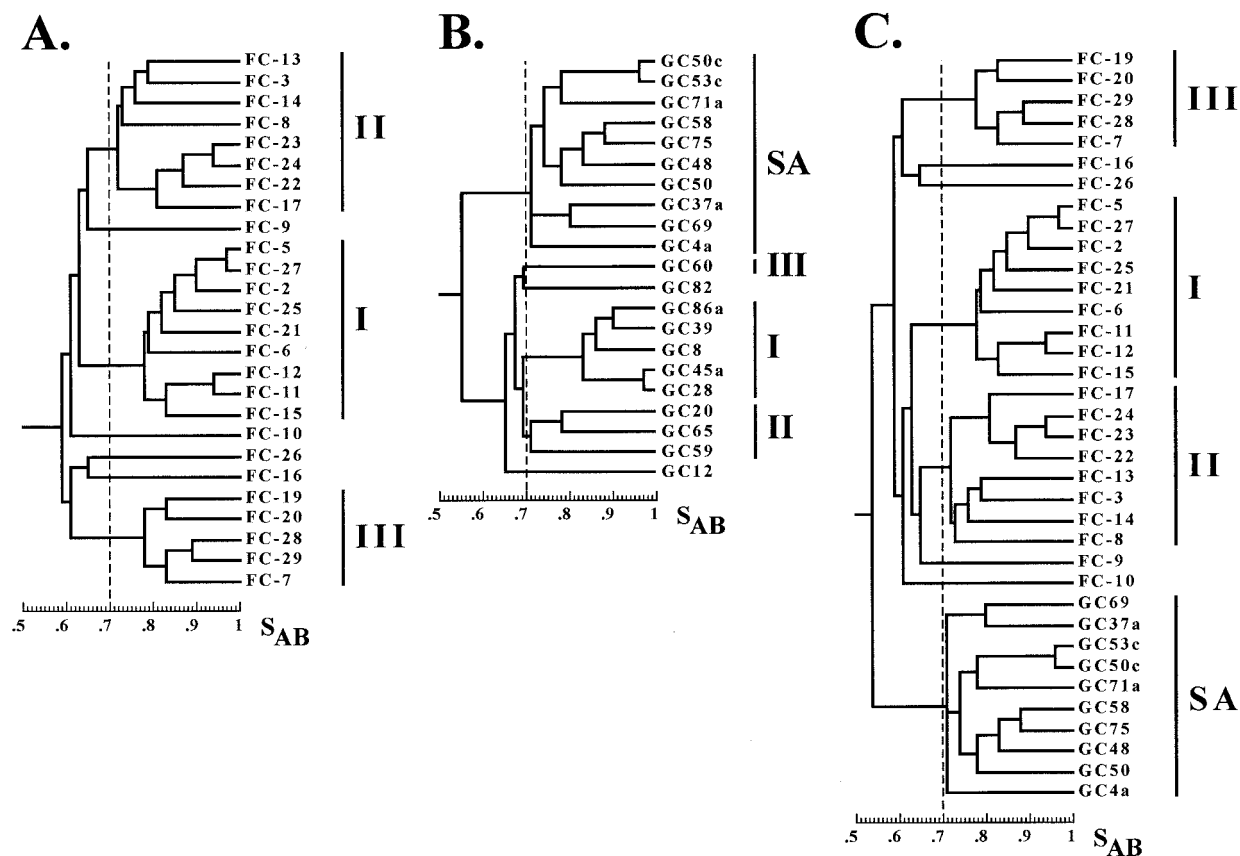 A.
FC-13
FC-3
FC-14
FC-8
FC-23
FC-24
FC-22
FC-17
II
FC-9
FC-5
FC-27
FC-2
FC-25
FC-21
FC-6
FC-12
FC-11
FC-15
I
FC-10
FC-26
FC-16
FC-19
FC-20
FC-28
FC-29
FC-7
III
.5 .6 .7 .8 .9 1 SAB
B.
GC50c
GC53c
GC71a
GC58
GC75
GC48
GC50
GC37a
GC69
GC4a
SA
GC60
GC82
III
GC86a
GC39
GC8
GC45a
GC28
I
GC20
GC65
GC59
II
GC12
.5 .6 .7 .8 .9 1 SAB
C.
FC-19
FC-20
FC-29
FC-28
FC-7
III
FC-16
FC-26
FC-5
FC-27
FC-2
FC-25
FC-21
FC-6
FC-11
FC-12
FC-15
I
FC-17
FC-24
FC-23
FC-22
FC-13
FC-3
FC-14
FC-8
II
FC-9
FC-10
GC69
GC37a
GC53c
GC50c
GC71a
GC58
GC75
GC48
GC50
GC4a
SA
.5 .6 .7 .8 .9 1 SAB